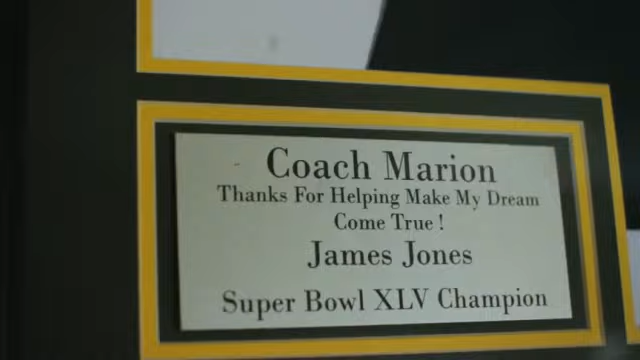 Coach Marion
Thanks For Helping Make My Dream
Come True !
James Jones
Super Bowl XLV Champion